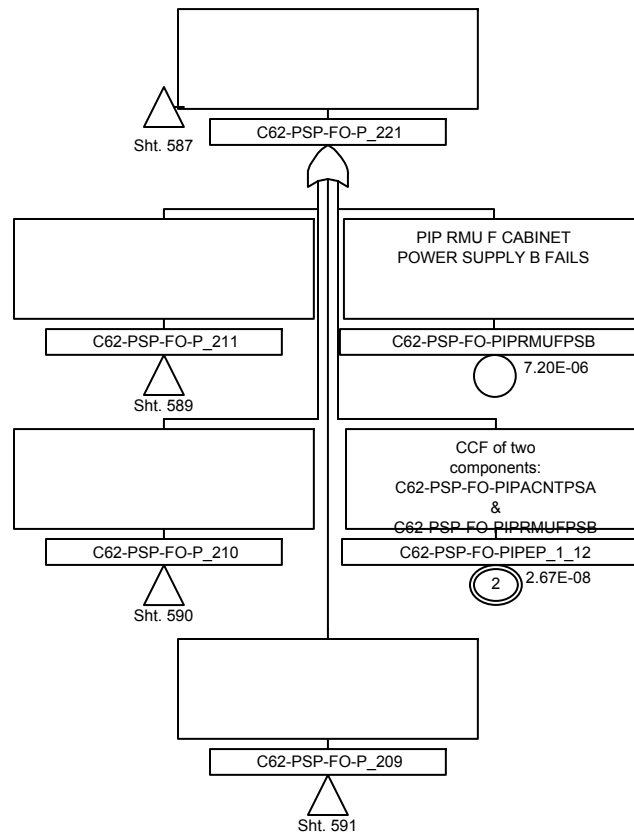 Sht. 587
C62-PSP-FO-P_221
PIP RMU F CABINET
POWER SUPPLY B FAILS
C62-PSP-FO-P_211
C62-PSP-FO-PIPRMUFPSB
Sht. 589
7.20E-06
CCF of two
components:
C62-PSP-FO-PIPACNTPSA
&
C62-PSP-FO-PIPRMUFPSB
C62-PSP-FO-P_210
C62-PSP-FO-PIPEP_1_12
Sht. 590
2
2.67E-08
C62-PSP-FO-P_209
Sht. 591